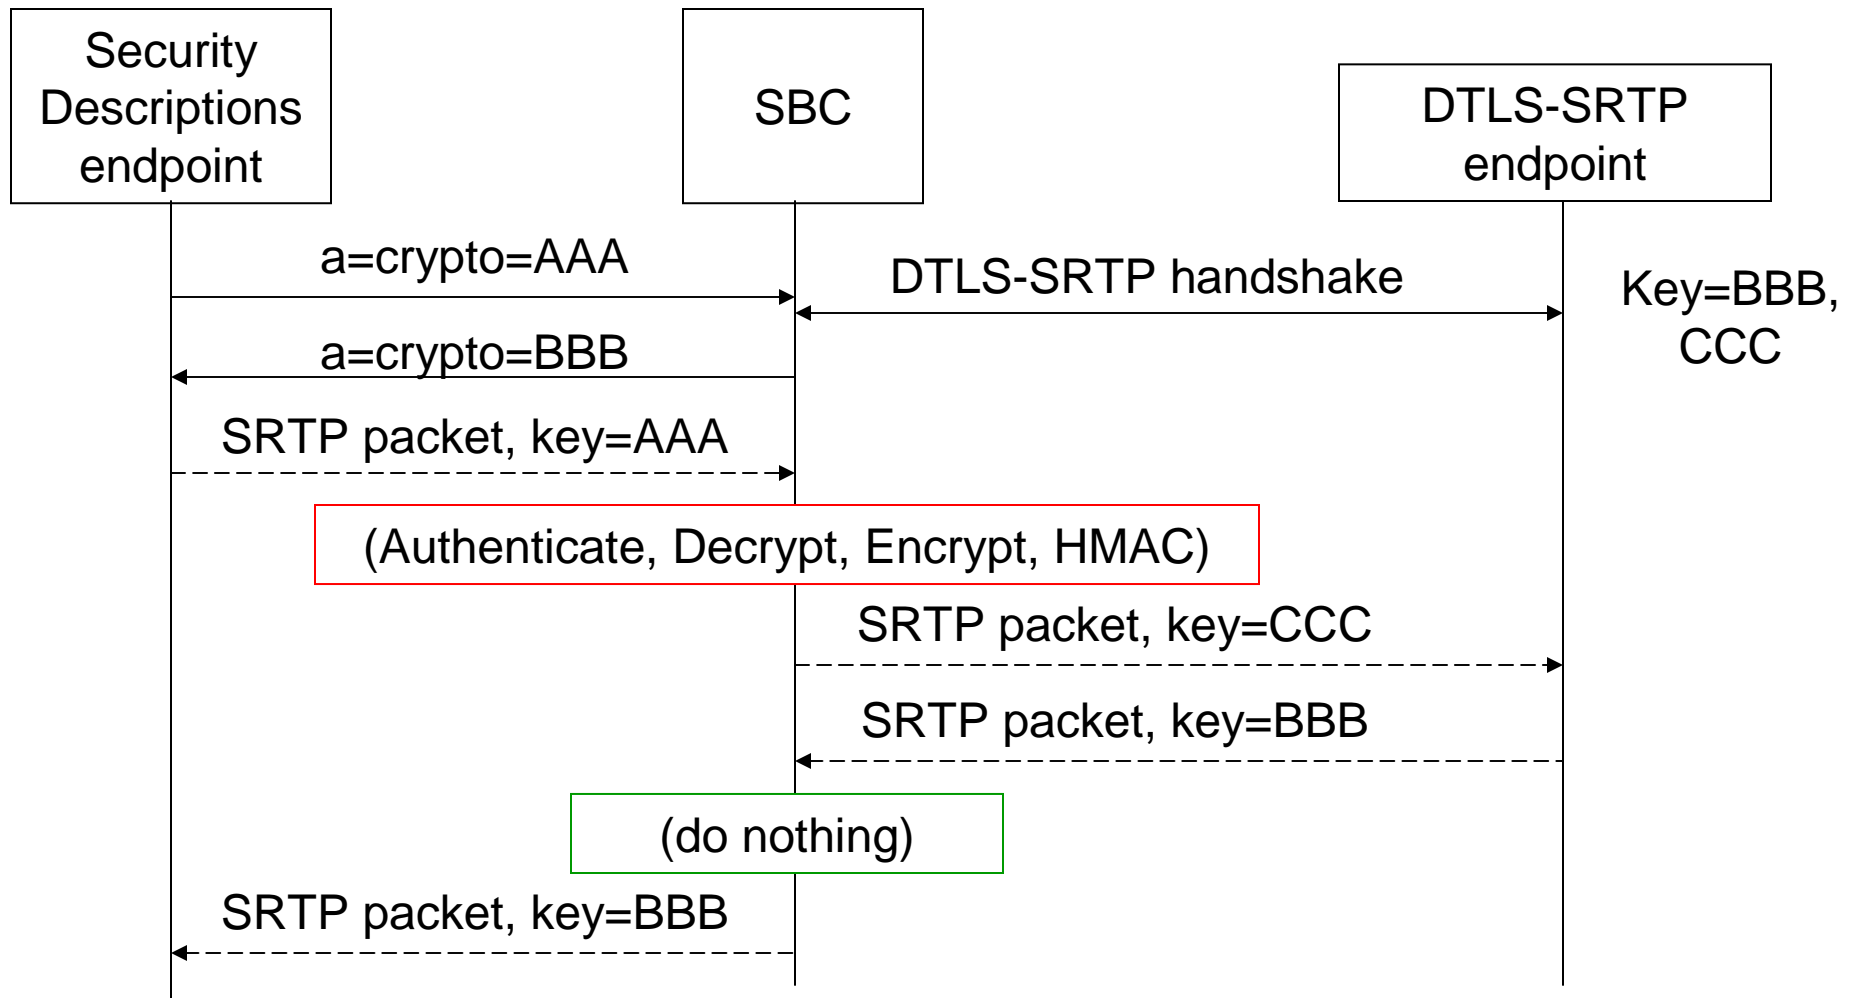 Security
Descriptions
endpoint
SBC
DTLS-SRTP
endpoint
a=crypto=AAA
DTLS-SRTP handshake
Key=BBB,
CCC
a=crypto=BBB
SRTP packet, key=AAA
(Authenticate, Decrypt, Encrypt, HMAC)
SRTP packet, key=CCC
SRTP packet, key=BBB
(do nothing)
SRTP packet, key=BBB